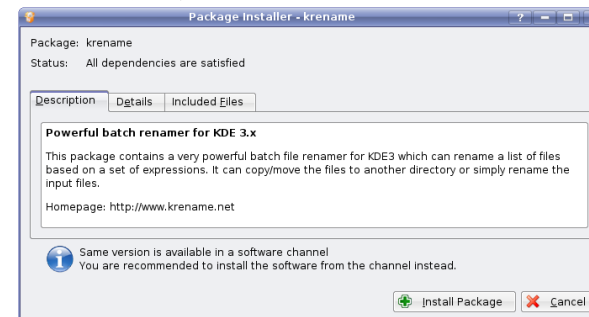 Package Installer - krename
Package: krename
Status: All dependencies are satisfied
Description Details Included Files
Powerful batch renamer for KDE 3.x
This package contains a very powerful batch file renamer for KDE3 which can rename a list of files
based on a set of expressions. It can copy/move the files to another directory or simply rename the
input files.
Homepage: http://www.krename.net
Same version is available in a software channel
You are recommended to install the software from the channel instead.
Install Package Cancel